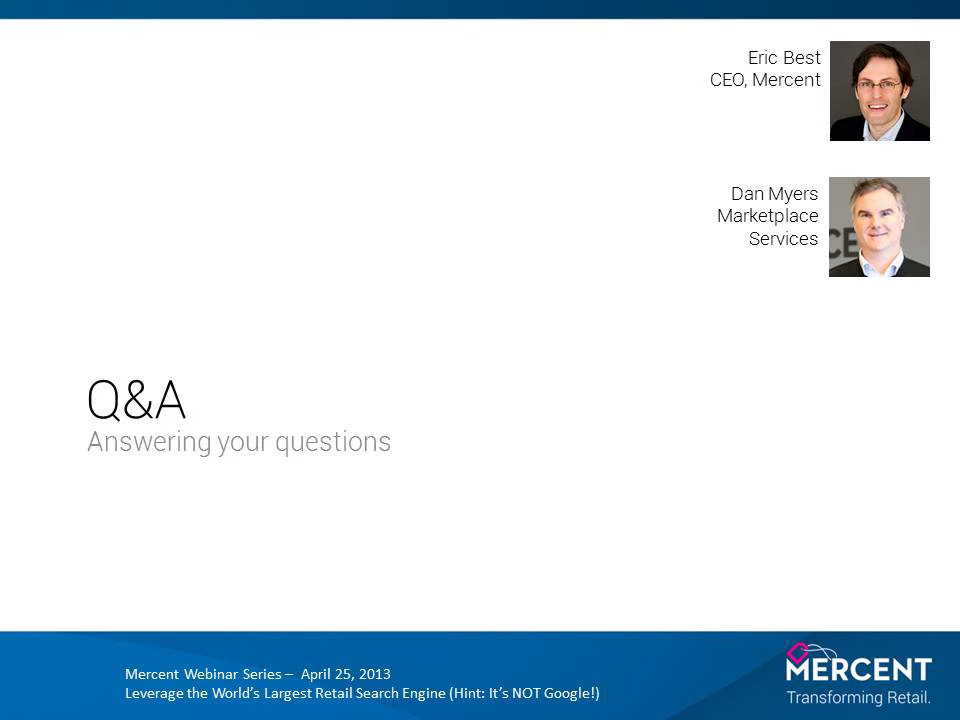 Eric Best
CEO, Mercent
Dan Myers
Marketplace
Services
CE
Q&A
Answering your questions
Mercent Webinar Series – April 25, 2013
Leverage the World's Largest Retail Search Engine (Hint: It's NOT Google!)
MERCENT
Transforming Retail.